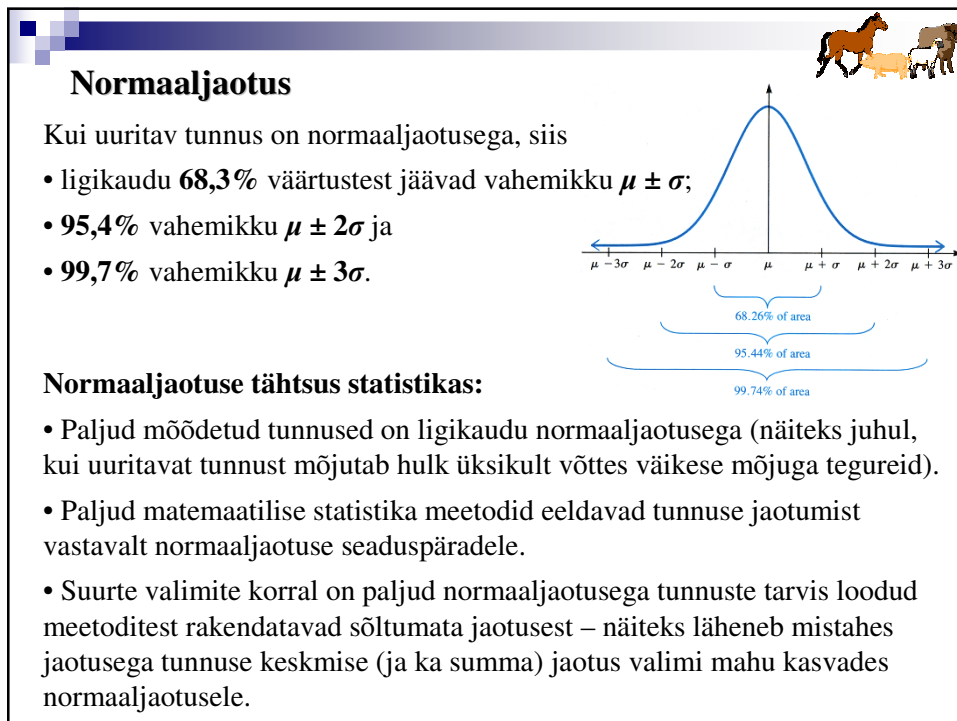 Normaaljaotus
Kui uuritav tunnus on normaaljaotusega, siis
• ligikaudu 68,3% väärtustest jäävad vahemikku μ ± σ;
• 95,4% vahemikku μ ± 2σ ja
• 99,7% vahemikku μ ± 3σ.
μ − 3σ μ − 2σ μ − σ μ μ + σ μ + 2σ μ + 3σ
68.26% of area
95.44% of area
99.74% of area
Normaaljaotuse tähtsus statistikas:
• Paljud mõõdetud tunnused on ligikaudu normaaljaotusega (näiteks juhul,
kui uuritavat tunnust mõjutab hulk üksikult võttes väikese mõjuga tegureid).
• Paljud matemaatilise statistika meetodid eeldavad tunnuse jaotumist
vastavalt normaaljaotuse seaduspäradele.
• Suurte valimite korral on paljud normaaljaotusega tunnuste tarvis loodud
meetoditest rakendatavad sõltumata jaotusest – näiteks läheneb mistahes
jaotusega tunnuse keskmise (ja ka summa) jaotus valimi mahu kasvades
normaaljaotusele.